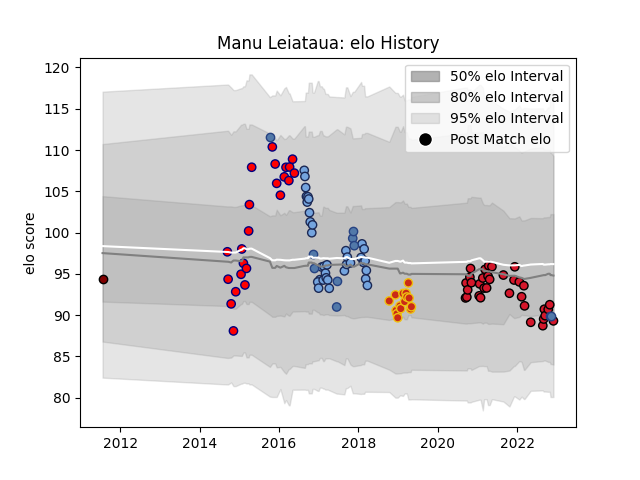 Manu Leiataua: elo History
50% elo Interval
80% elo Interval
95% elo Interval
Post Match elo
elo score
120
115
110
105
100
95
90
85
80
2012 2014 2016 2018 2020 2022